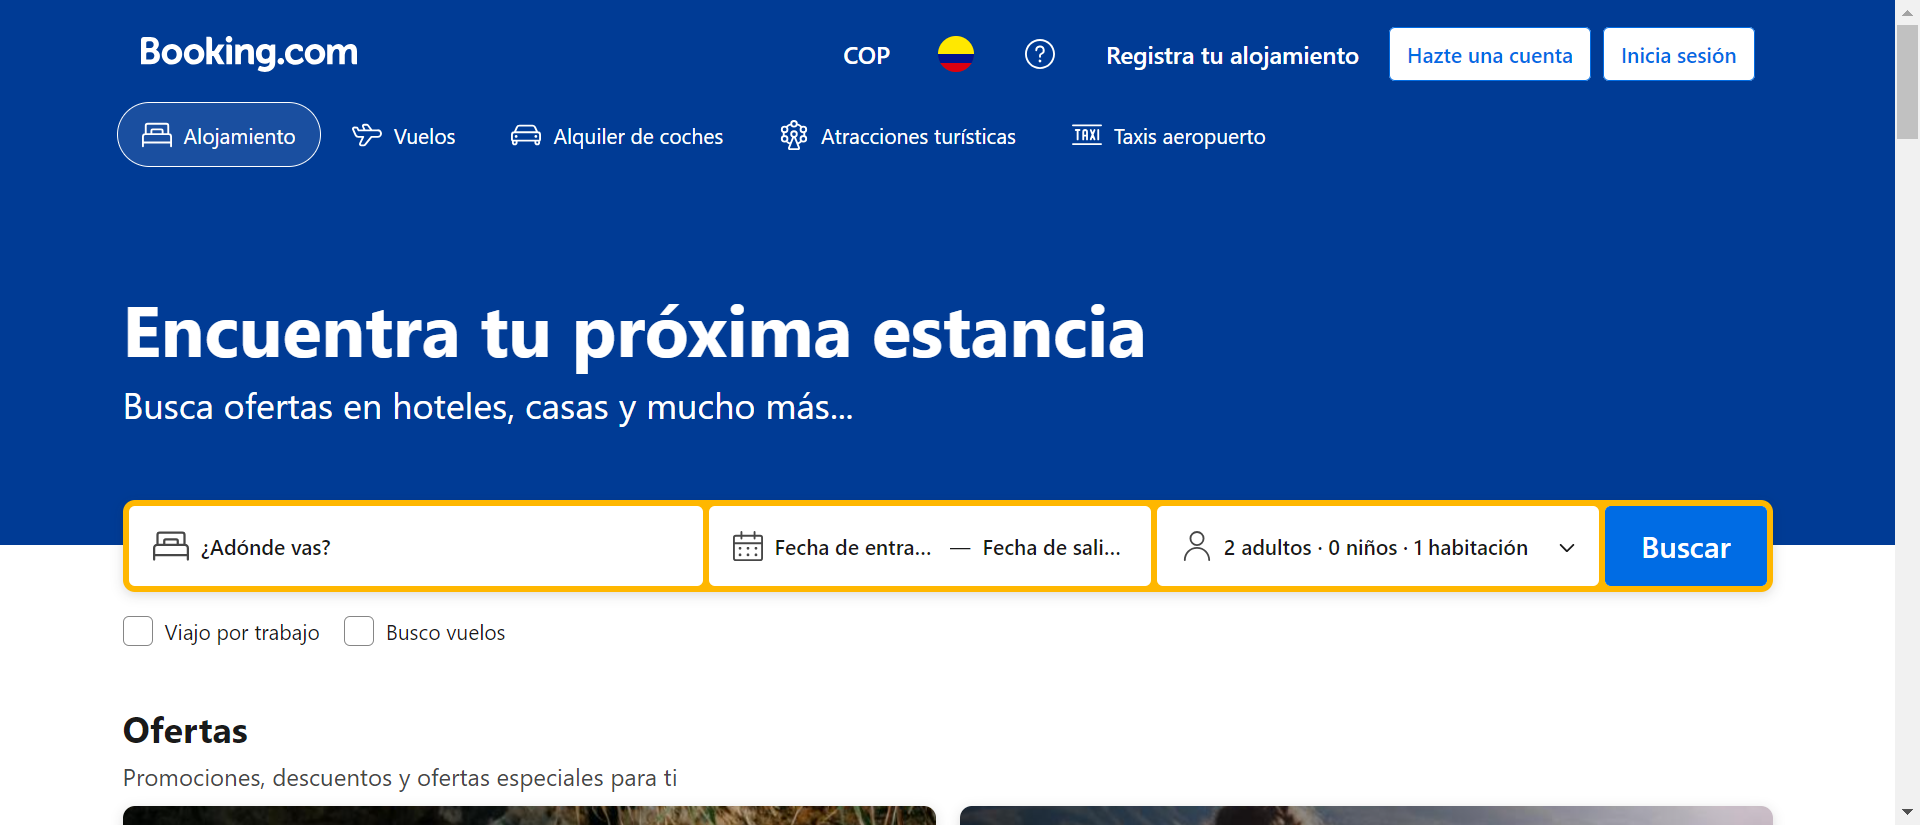 Booking.com
COP
Registra tu alojamiento
Hazte una cuenta
Inicia sesión
Alojamiento
Vuelos
Alquiler de coches
Atracciones turísticas
TAXI
Taxis aeropuerto
Encuentra tu próxima estancia
Busca ofertas en hoteles, casas y mucho más...
¿Adónde vas?
Fecha de entra... — Fecha de sali...
2 adultos · 0 niños · 1 habitación
Buscar
Viajo por trabajo
Busco vuelos
Ofertas
Promociones, descuentos y ofertas especiales para ti